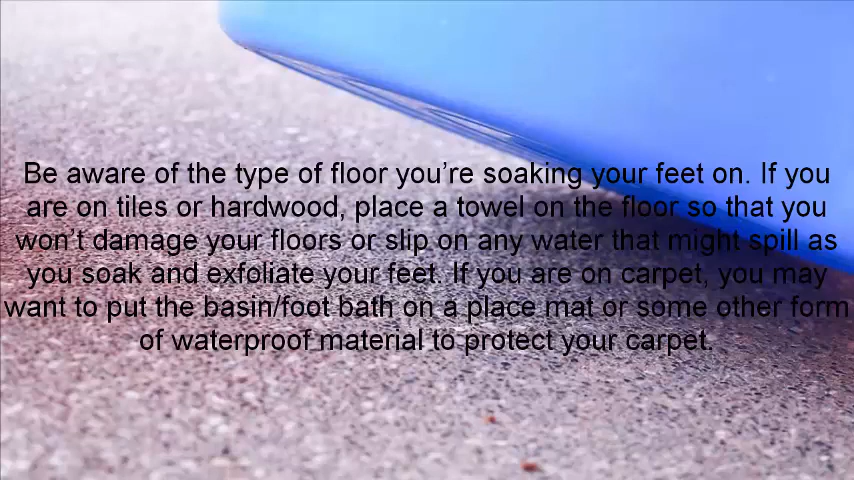 Be aware of the type of floor you’re soaking your feet on. If you
are on tiles or hardwood, place a towel on the floor so that you
won’t damage your floors or slip on any water that might spill as
you soak and exfoliate your feet. If you are on carpet, you may
want to put the basin/foot bath on a place mat or some other form
of waterproof material to protect your carpet.